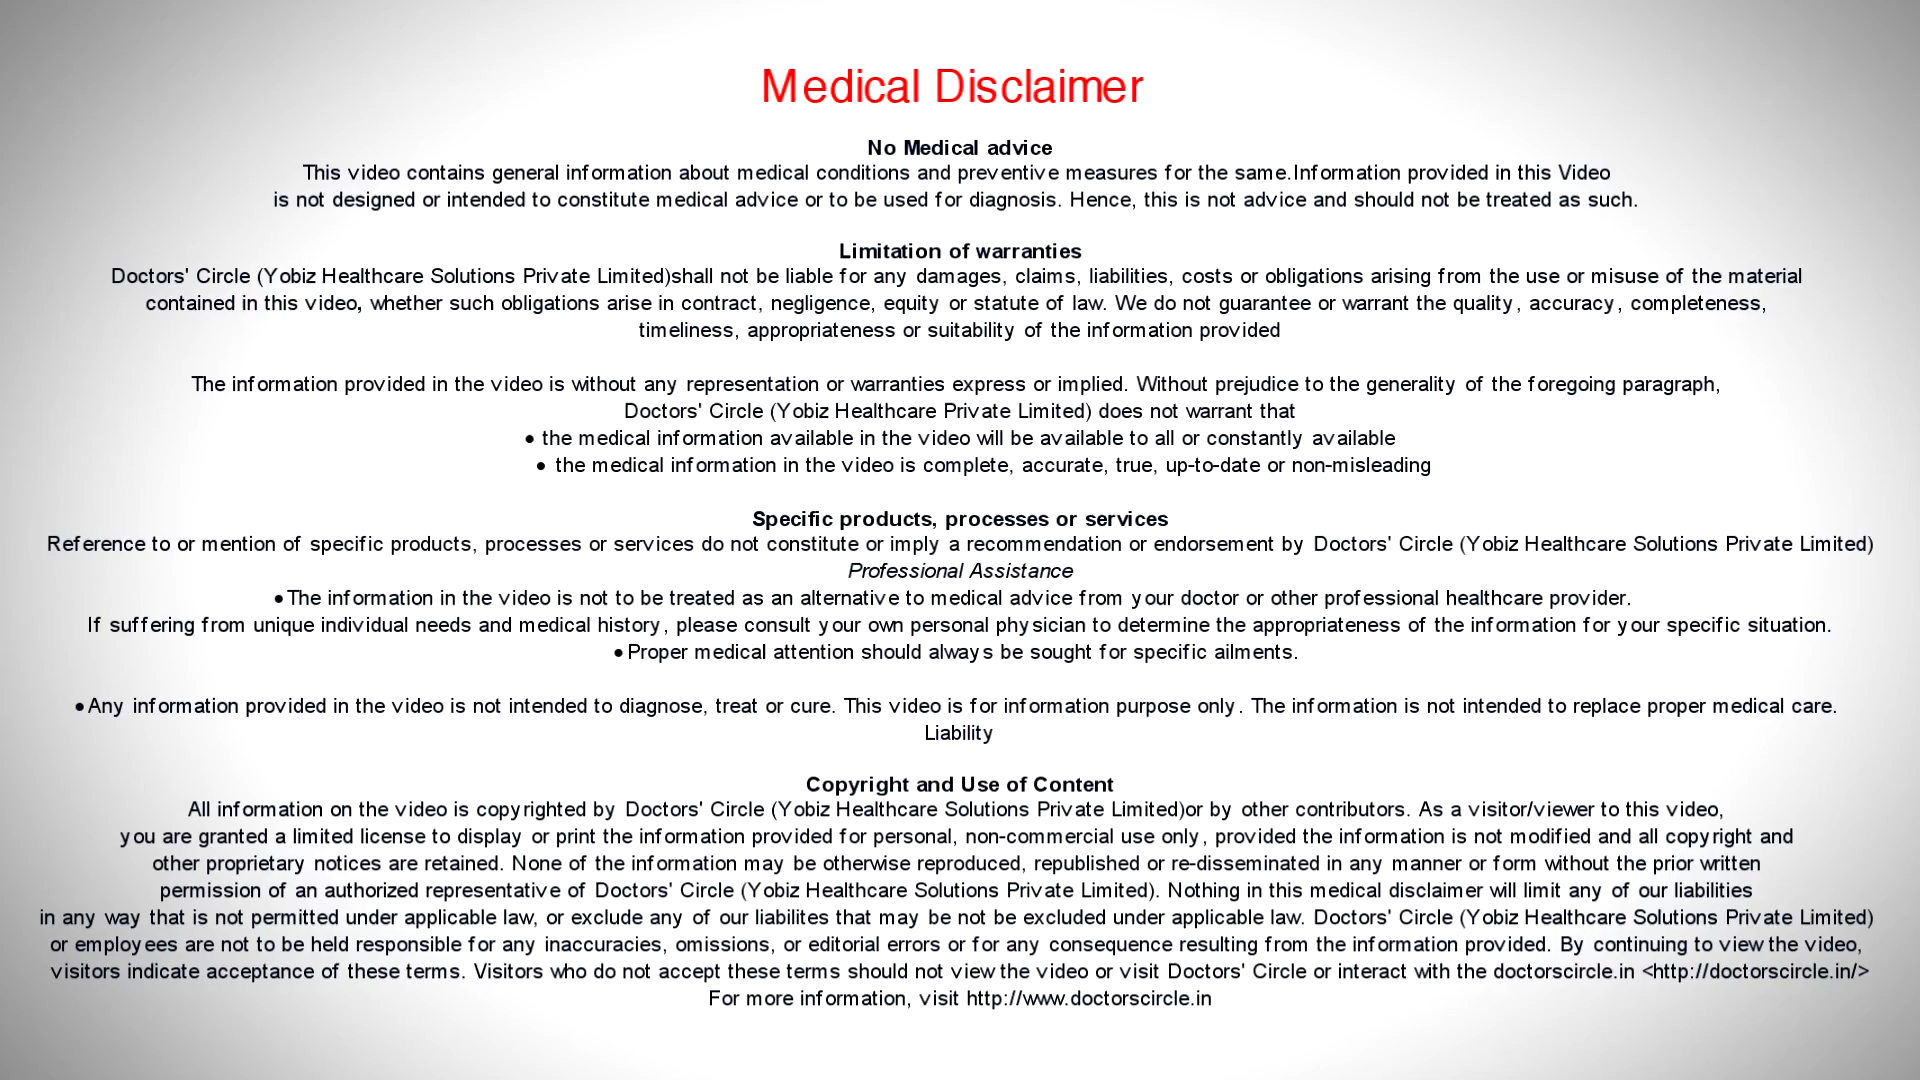 Medical Disclaimer
No Medical advice
This video contains general information about medical conditions and preventive measures for the same.Information provided in this Video
is not designed or intended to constitute medical advice or to be used for diagnosis. Hence, this is not advice and should not be treated as such.
Limitation of warranties
Doctors' Circle (Yobiz Healthcare Solutions Private Limited)shall not be liable for any damages, claims, liabilities, costs or obligations arising from the use or misuse of the material
contained in this video, whether such obligations arise in contract, negligence, equity or statute of law. We do not guarantee or warrant the quality, accuracy, completeness,
timeliness, appropriateness or suitability of the information provided
The information provided in the video is without any representation or warranties express or implied. Without prejudice to the generality of the foregoing paragraph,
Doctors' Circle (Yobiz Healthcare Private Limited) does not warrant that
• the medical information available in the video will be available to all or constantly available
• the medical information in the video is complete, accurate, true, up-to-date or non-misleading
Specific products, processes or services
Reference to or mention of specific products, processes or services do not constitute or imply a recommendation or endorsement by Doctors' Circle (Yobiz Healthcare Solutions Private Limited)
Professional Assistance
•The information in the video is not to be treated as an alternative to medical advice from your doctor or other professional healthcare provider.
If suffering from unique individual needs and medical history, please consult your own personal physician to determine the appropriateness of the information for your specific situation.
•Proper medical attention should always be sought for specific ailments.
•Any information provided in the video is not intended to diagnose, treat or cure. This video is for information purpose only. The information is not intended to replace proper medical care.
Liability
Copyright and Use of Content
All information on the video is copyrighted by Doctors' Circle (Yobiz Healthcare Solutions Private Limited)or by other contributors. As a visitor/viewer to this video,
you are granted a limited license to display or print the information provided for personal, non-commercial use only, provided the information is not modified and all copyright and
other proprietary notices are retained. None of the information may be otherwise reproduced, republished or re-disseminated in any manner or form without the prior written
permission of an authorized representative of Doctors' Circle (Yobiz Healthcare Solutions Private Limited). Nothing in this medical disclaimer will limit any of our liabilities
in any way that is not permitted under applicable law, or exclude any of our liabilites that may be not be excluded under applicable law. Doctors' Circle (Yobiz Healthcare Solutions Private Limited)
or employees are not to be held responsible for any inaccuracies, omissions, or editorial errors or for any consequence resulting from the information provided. By continuing to view the video,
visitors indicate acceptance of these terms. Visitors who do not accept these terms should not view the video or visit Doctors' Circle or interact with the doctorscircle.in <http://doctorscircle.in/>
For more information, visit http://www.doctorscircle.in